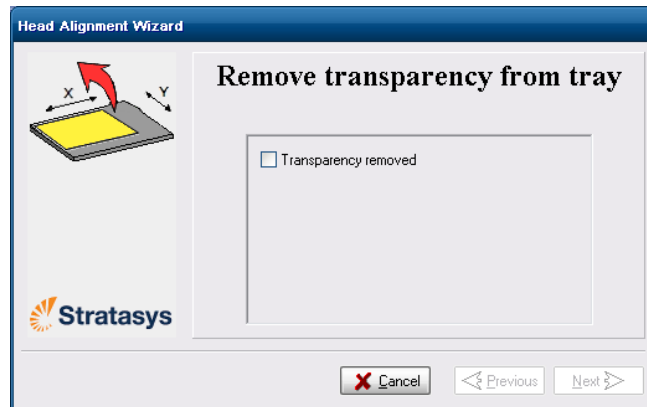 Head Alignment Wizard
Remove transparency from tray
X
Y
Transparency removed
Stratasys
Cancel
Previous
Next